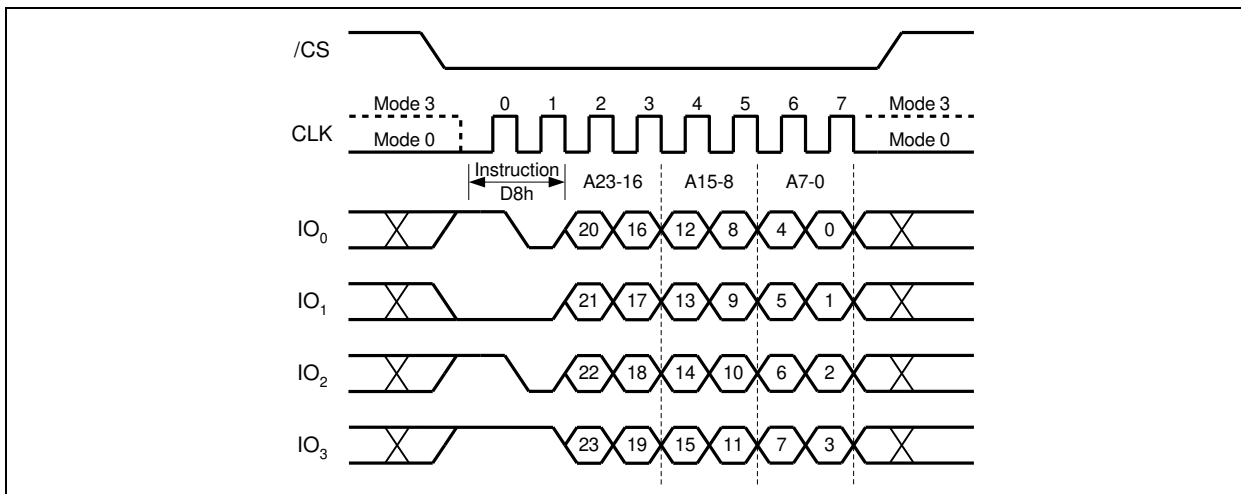 /CS
Mode 3 0 1 2 3 4 5 6 7 Mode 3
CLK
Mode 0 Mode 0
Instruction
D8h A23-16 A15-8 A7-0
IO0 20 16 12 8 4 0
IO1 21 17 13 9 5 1
IO2 22 18 14 10 6 2
IO3 23 19 15 11 7 3